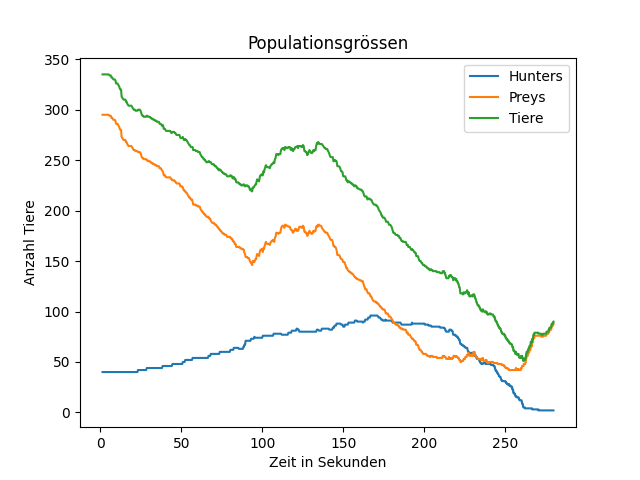 Populationsgrössen
350
300
250
200
150
100
50
0
Anzahl Tiere
Hunters
Preys
Tiere
0 50 100 150 200 250
Zeit in Sekunden